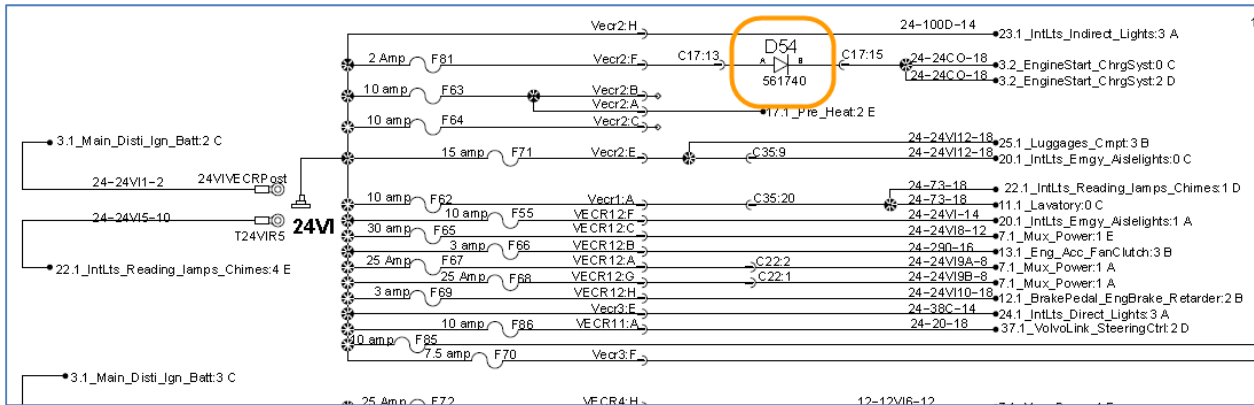 Vecr2:H 24-100D-14 23.1_IntLts_Indirect_Lights:3 A
D54
2 Amp F81 Vecr2:F C17:13 A B C17:15 24-24CO-18 3.2_EngineStart_ChrgSyst:0 C
561740
24-24CO-18 3.2_EngineStart_ChrgSyst:2 D
10 amp F63 Vecr2:B
Vecr2:A 17.1_Pre_Heat:2 E
10 amp F64 Vecr2:C
3.1_Main_Disti_Ign_Batt:2 C
24-24VI12-18 25.1_Luggages_Cmpt:3 B
15 amp F71 Vecr2:E C35:9 24-24VI12-18 20.1_IntLts_Emgy_Aislelights:0 C
24-24VI1-2 24VIVECRPost
24-73-18 22.1_IntLts_Reading_lamps_Chimes:1 D
10 amp F62 Vecr1:A C35:20 24-73-18 11.1_Lavatory:0 C
24-24VI5-10 T24VIR5 24VI
10 amp F55 VECR12:F 24-24VI-14 20.1_IntLts_Emgy_Aislelights:1 A
30 amp F65 VECR12:C 24-24VI8-12 7.1_Mux_Power:1 E
3 amp F66 VECR12:B 24-290-16 13.1_Eng_Acc_FanClutch:3 B
22.1_IntLts_Reading_lamps_Chimes:4 E
25 Amp F67 VECR12:A C22:2 24-24VI9A-8 7.1_Mux_Power:1 A
25 Amp F68 VECR12:G C22:1 24-24VI9B-8 7.1_Mux_Power:1 A
3 amp F69 VECR12:H 24-24VI10-18 12.1_BrakePedal_EngBrake_Retarder:2 B
Vecr3:E 24-38C-14 24.1_IntLts_Direct_Lights:3 A
10 amp F86 VECR11:A 24-20-18 37.1_VolvoLink_SteeringCtrl:2 D
10 amp F85
7.5 amp F70 Vecr3:F
3.1_Main_Disti_Ign_Batt:3 C
25 Amp F72 VECR4:H 12-12VI6-12